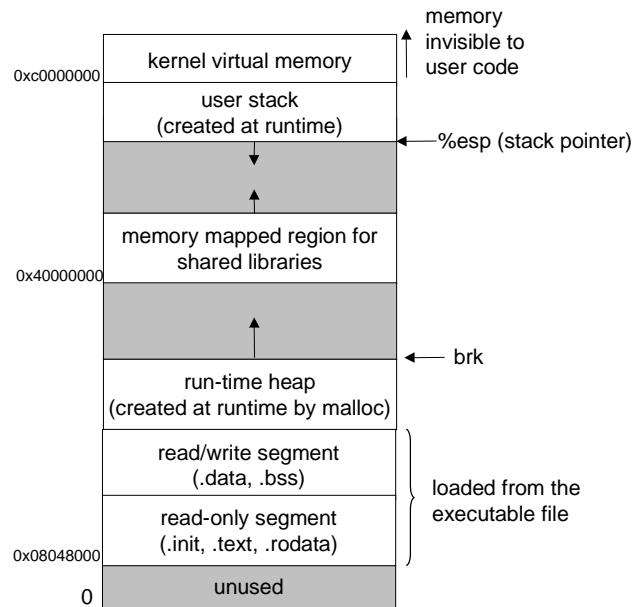 memory
invisible to
user code
kernel virtual memory
0xc0000000
user stack
(created at runtime)
%esp (stack pointer)
memory mapped region for
shared libraries
0x40000000
brk
run-time heap
(created at runtime by malloc)
read/write segment
(.data, .bss)
loaded from the
executable file
read-only segment
(.init, .text, .rodata)
0x08048000
unused
0